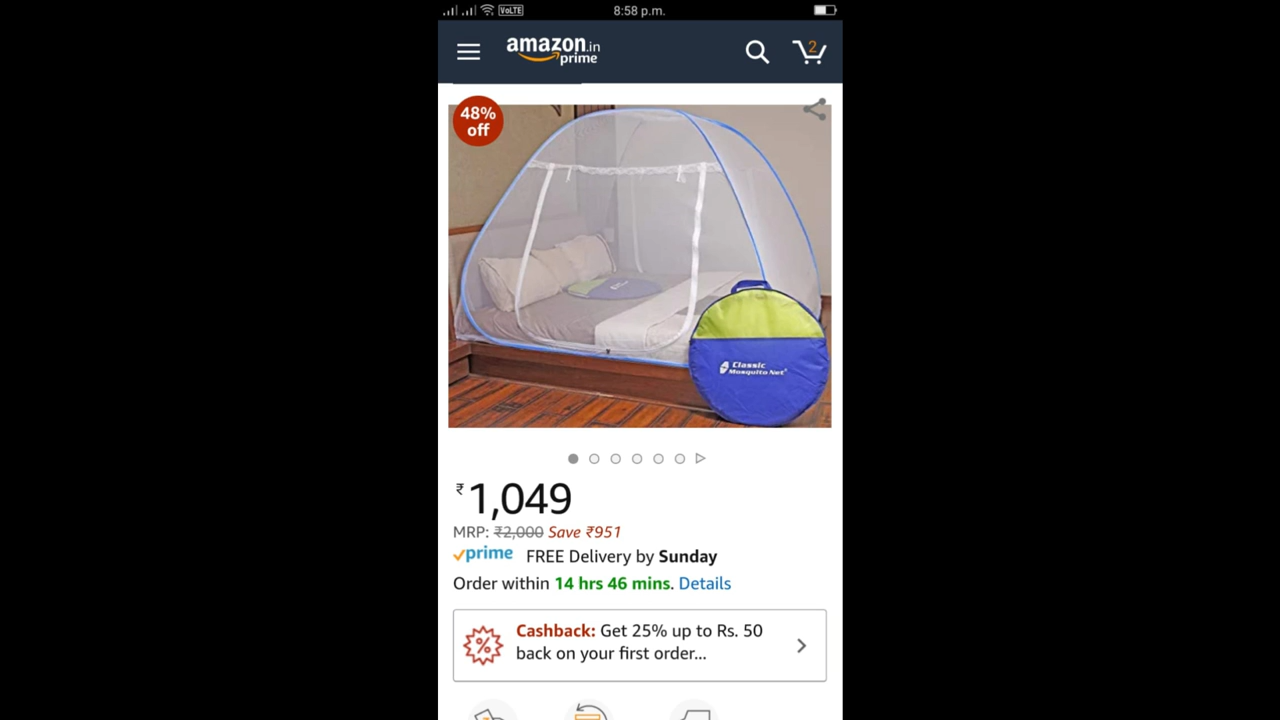 VoLTE 8:58 p.m.
amazon.in
prime
2
48%
off
Classic
Mosquito Net
₹1,049
MRP: ₹2,000 Save ₹951
prime FREE Delivery by Sunday
Order within 14 hrs 46 mins. Details
Cashback: Get 25% up to Rs. 50
back on your first order...